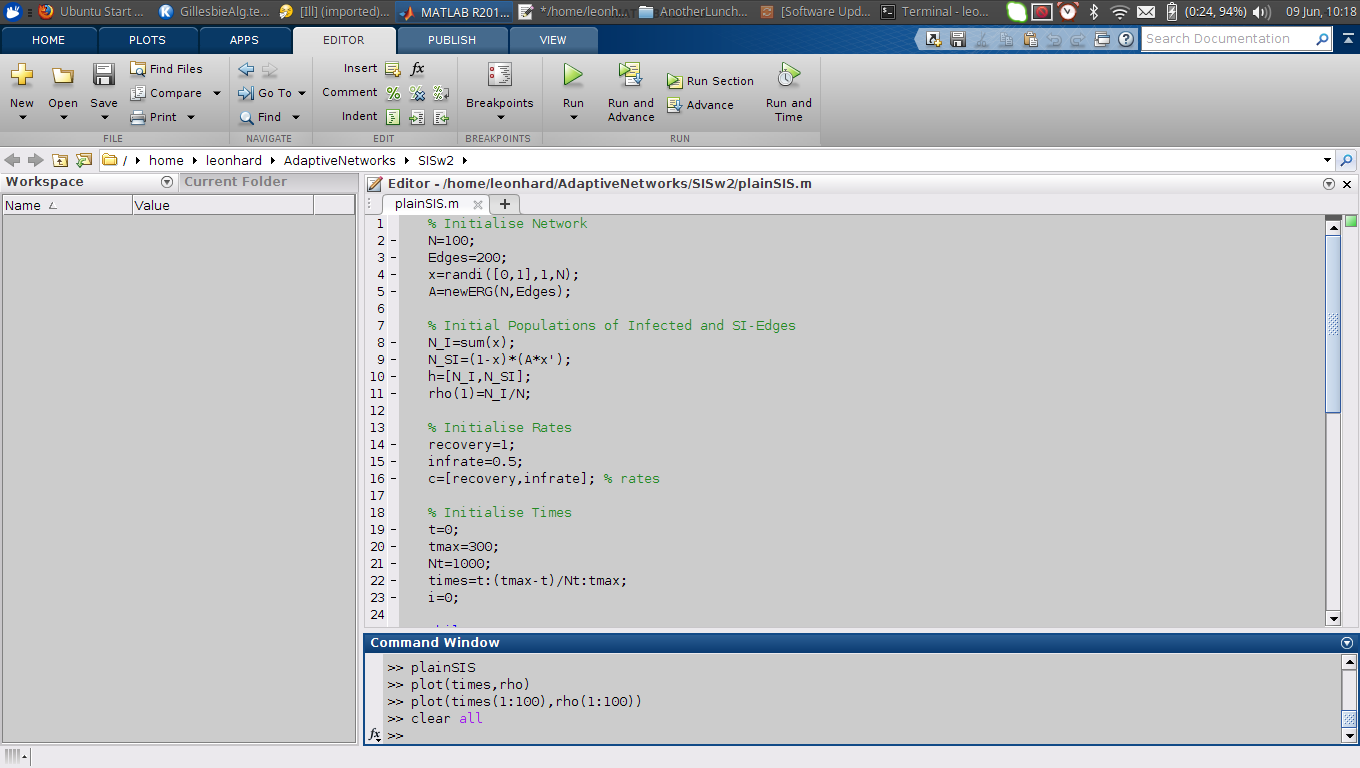 Ubuntu Start ... GillesbieAlg.te... [Ill] (imported)... MATLAB R201... */home/leonh... AnotherLunch... [Software Upd... Terminal - leo... (0:24, 94%) 09 Jun, 10:18
HOME PLOTS APPS EDITOR PUBLISH VIEW Search Documentation
New Open Save Find Files Compare Print
Go To Find
Insert fx
Comment
Indent
Breakpoints
Run Run and Advance Run Section Advance Run and Time
FILE NAVIGATE EDIT BREAKPOINTS RUN
/ home leonhard AdaptiveNetworks SISw2
Workspace Current Folder
Name Value
Editor - /home/leonhard/AdaptiveNetworks/SISw2/plainSIS.m
plainSIS.m +
1 % Initialise Network
2 - N=100;
3 - Edges=200;
4 - x=randi([0,1],1,N);
5 - A=newERG(N,Edges);
6
7 % Initial Populations of Infected and SI-Edges
8 - N_I=sum(x);
9 - N_SI=(1-x)*(A*x');
10 - h=[N_I,N_SI];
11 - rho(1)=N_I/N;
12
13 % Initialise Rates
14 - recovery=1;
15 - infrate=0.5;
16 - c=[recovery,infrate]; % rates
17
18 % Initialise Times
19 - t=0;
20 - tmax=300;
21 - Nt=1000;
22 - times=t:(tmax-t)/Nt:tmax;
23 - i=0;
24
Command Window
>> plainSIS
>> plot(times,rho)
>> plot(times(1:100),rho(1:100))
>> clear all
fx >>